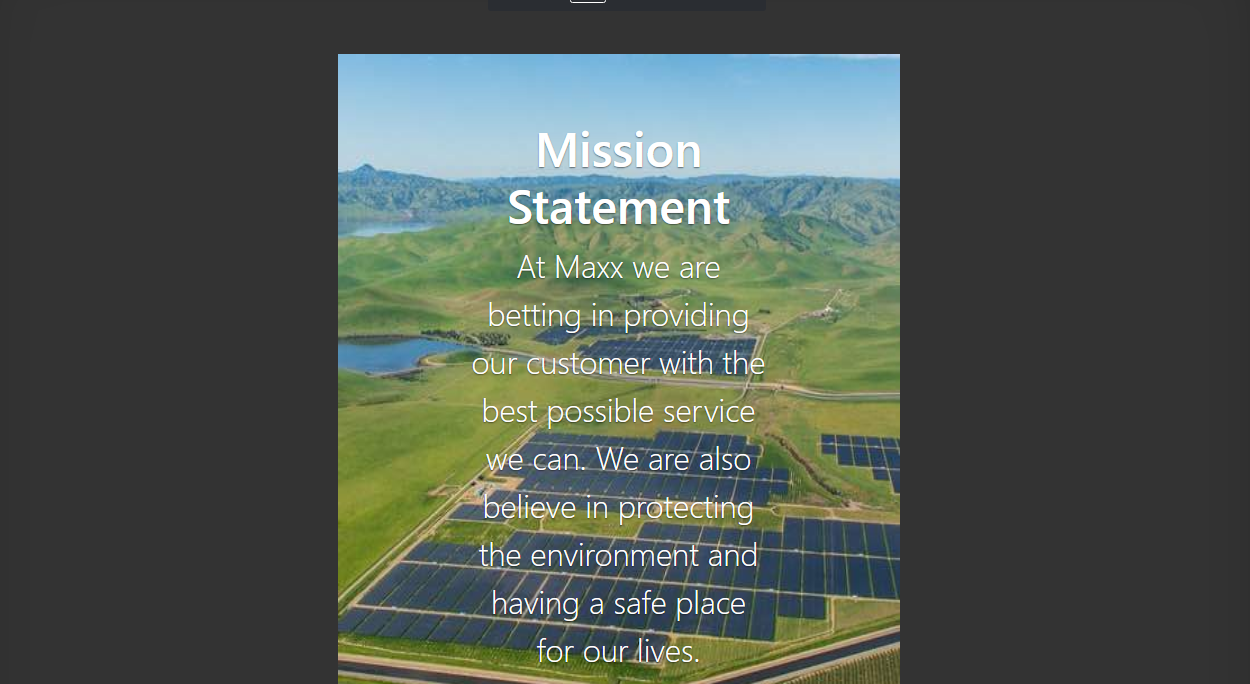 Mission
Statement
At Maxx we are
betting in providing
our customer with the
best possible service
we can. We are also
believe in protecting
the environment and
having a safe place
for our lives.